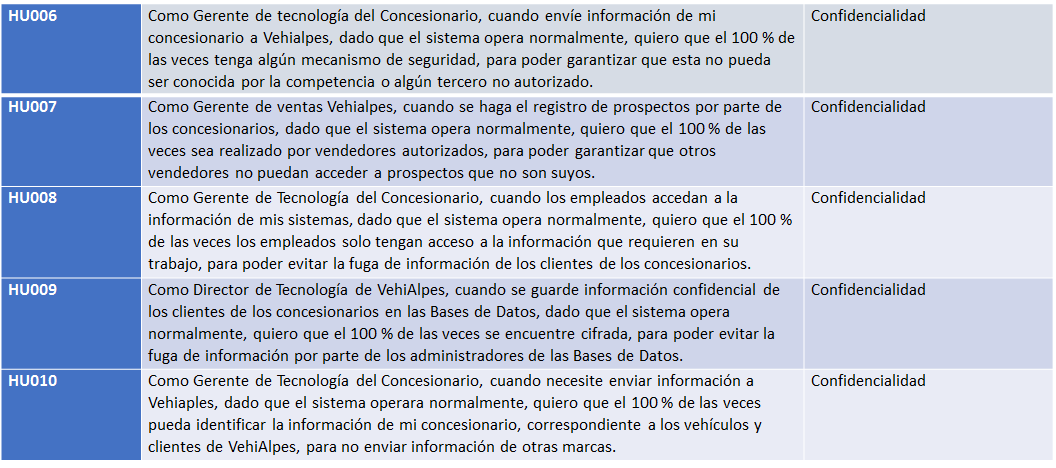 HU006
Como Gerente de tecnología del Concesionario, cuando envíe información de mi
concesionario a Vehialpes, dado que el sistema opera normalmente, quiero que el 100 % de
las veces tenga algún mecanismo de seguridad, para poder garantizar que esta no pueda
ser conocida por la competencia o algún tercero no autorizado.
Confidencialidad
HU007
Como Gerente de ventas Vehialpes, cuando se haga el registro de prospectos por parte de
los concesionarios, dado que el sistema opera normalmente, quiero que el 100 % de las
veces sea realizado por vendedores autorizados, para poder garantizar que otros
vendedores no puedan acceder a prospectos que no son suyos.
Confidencialidad
HU008
Como Gerente de Tecnología del Concesionario, cuando los empleados accedan a la
información de mis sistemas, dado que el sistema opera normalmente, quiero que el 100 %
de las veces los empleados solo tengan acceso a la información que requieren en su
trabajo, para poder evitar la fuga de información de los clientes de los concesionarios.
Confidencialidad
HU009
Como Director de Tecnología de VehiAlpes, cuando se guarde información confidencial de
los clientes de los concesionarios en las Bases de Datos, dado que el sistema opera
normalmente, quiero que el 100 % de las veces se encuentre cifrada, para poder evitar la
fuga de información por parte de los administradores de las Bases de Datos.
Confidencialidad
HU010
Como Gerente de Tecnología del Concesionario, cuando necesite enviar información a
Vehiaples, dado que el sistema operara normalmente, quiero que el 100 % de las veces
pueda identificar la información de mi concesionario, correspondiente a los vehículos y
clientes de VehiAlpes, para no enviar información de otras marcas.
Confidencialidad